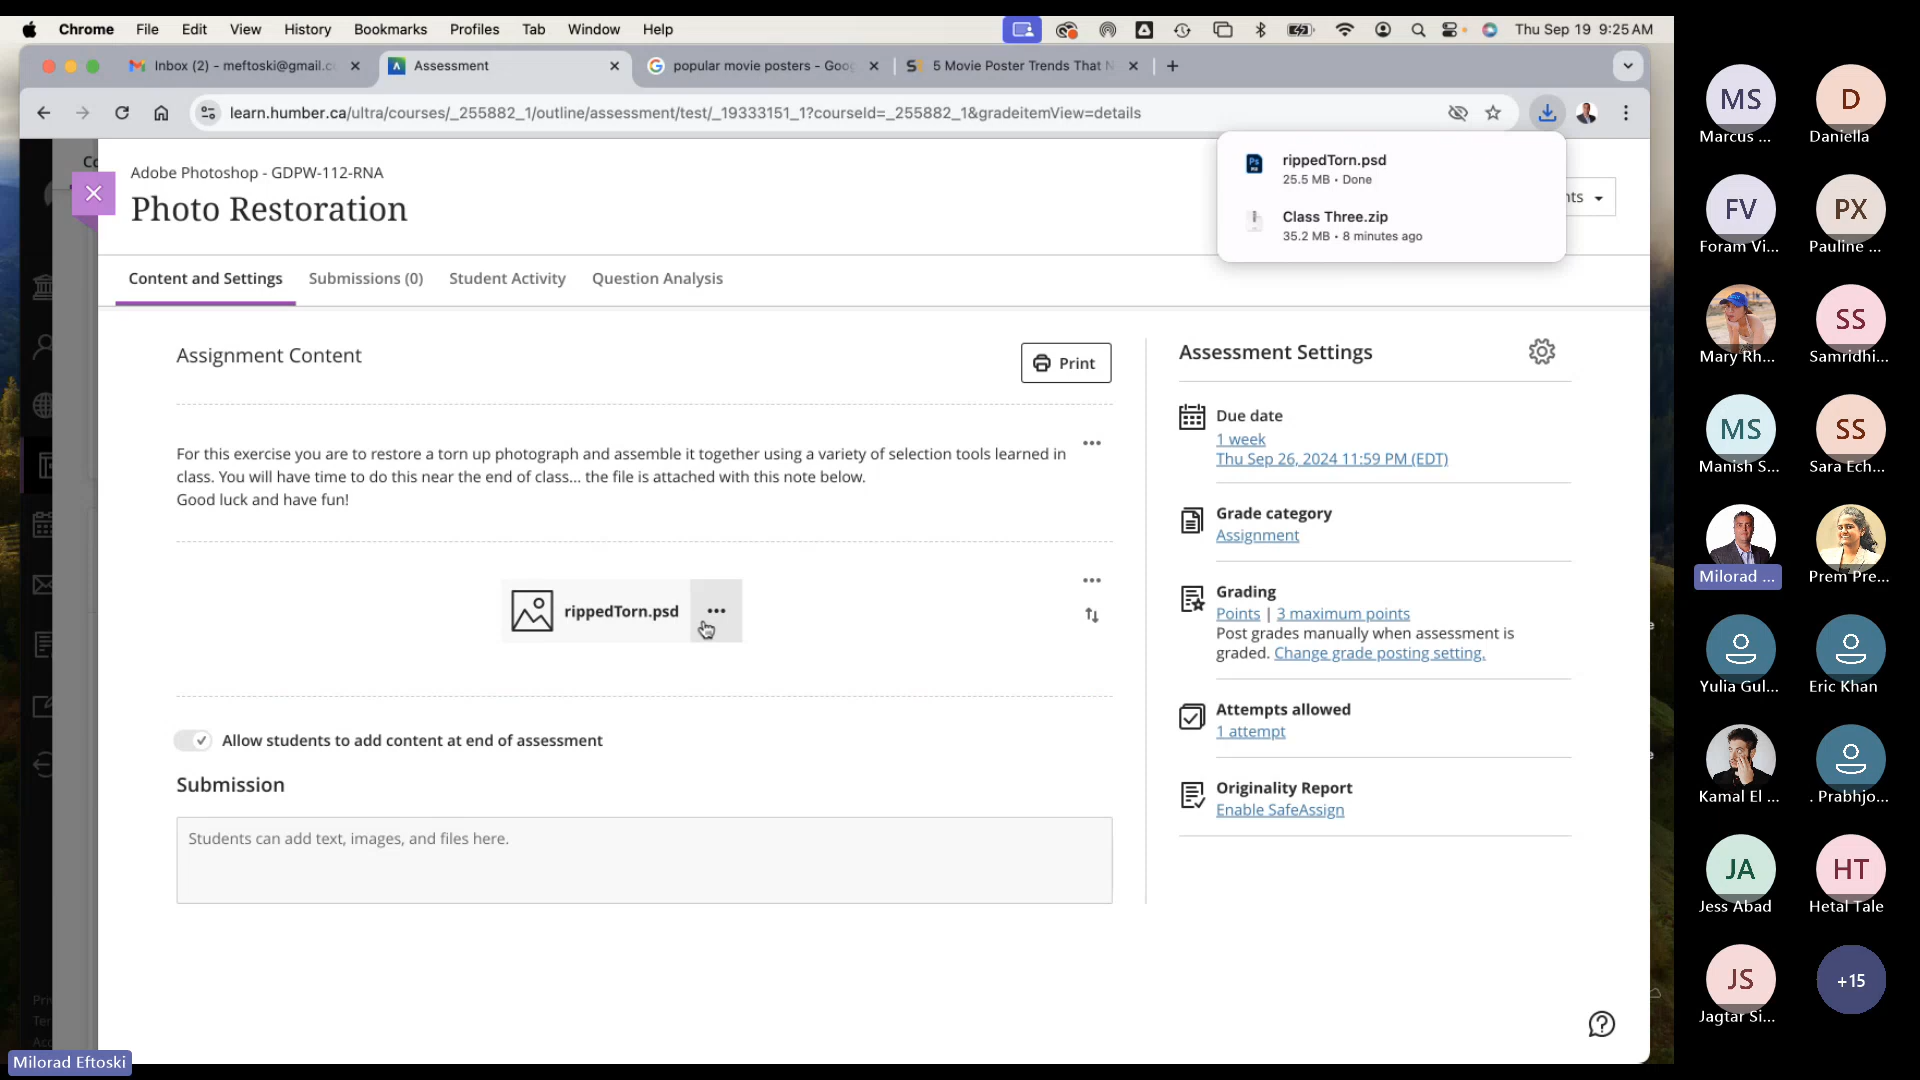 Chrome File Edit View History Bookmarks Profiles Tab Window Help Thu Sep 19 9:25 AM
Inbox (2) - meftoski@gmail.c Assessment popular movie posters - Goog 5 Movie Poster Trends That N
learn.humber.ca/ultra/courses/_255882_1/outline/assessment/test/_19333151_1?courseId=_255882_1&gradeitemView=details
rippedTorn.psd
25.5 MB • Done
Class Three.zip
35.2 MB • 8 minutes ago
Adobe Photoshop - GDPW-112-RNA
Photo Restoration
Content and Settings Submissions (0) Student Activity Question Analysis
Assignment Content
Print
For this exercise you are to restore a torn up photograph and assemble it together using a variety of selection tools learned in
class. You will have time to do this near the end of class... the file is attached with this note below.
Good luck and have fun!
rippedTorn.psd
Allow students to add content at end of assessment
Submission
Students can add text, images, and files here.
Assessment Settings
Due date
1 week
Thu Sep 26, 2024 11:59 PM (EDT)
Grade category
Assignment
Grading
Points | 3 maximum points
Post grades manually when assessment is
graded. Change grade posting setting.
Attempts allowed
1 attempt
Originality Report
Enable SafeAssign
MS D
Marcus ... Daniella
FV PX
Foram Vi... Pauline ...
SS
Mary Rh... Samridhi...
MS SS
Manish S... Sara Ech...
Milorad ... Prem Pre...
Yulia Gul... Eric Khan
Kamal El ... . Prabhjo...
JA HT
Jess Abad Hetal Tale
JS +15
Jagtar Si...
Milorad Eftoski